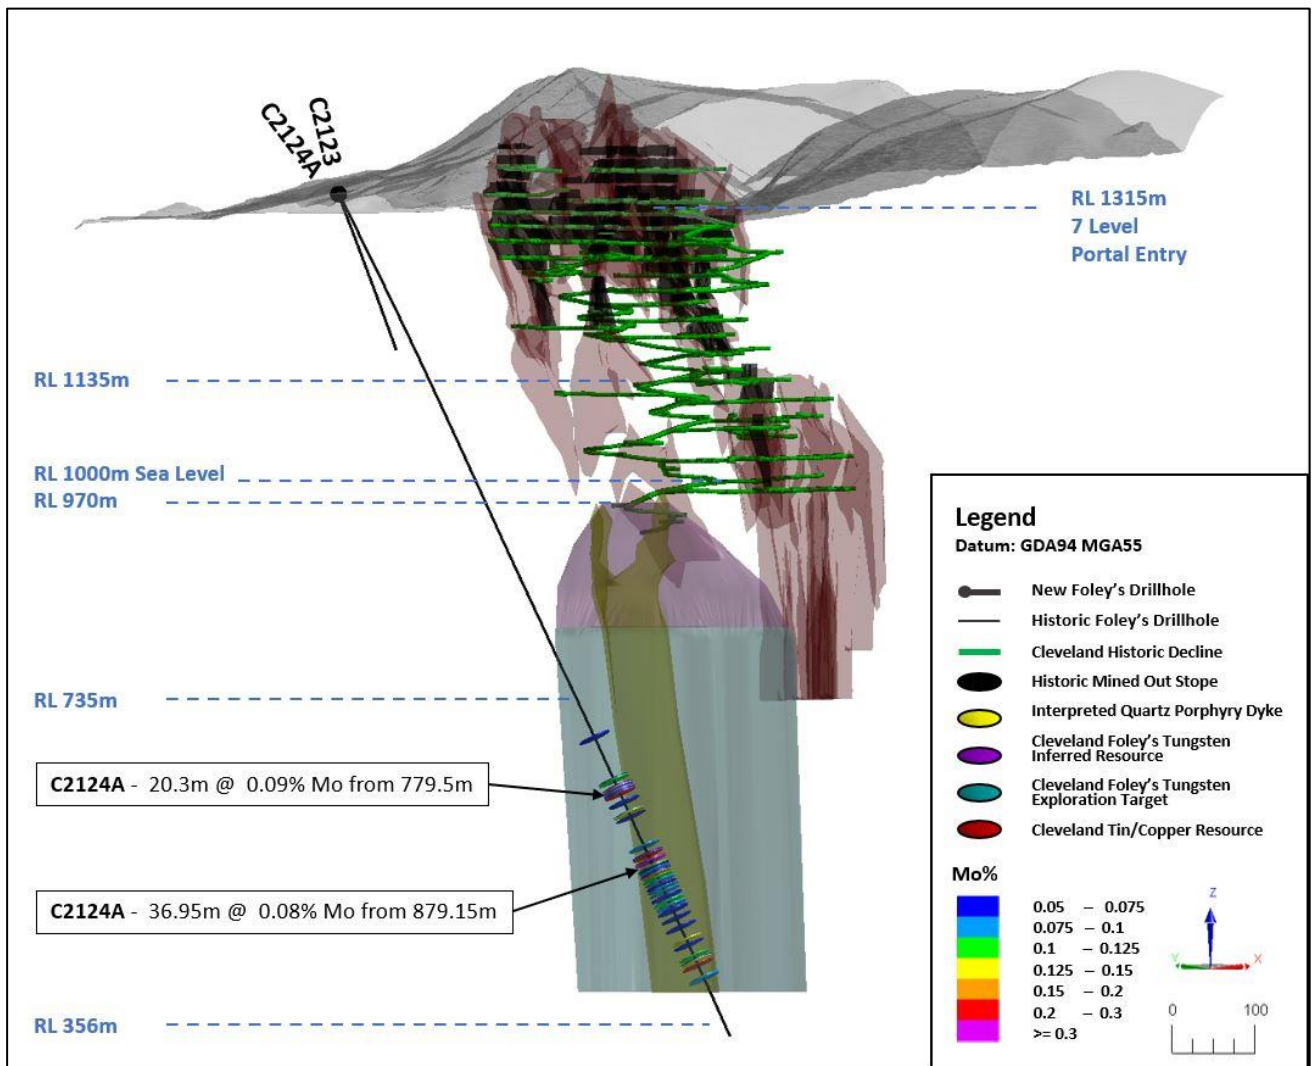 C2123
C2124A
RL 1315m
7 Level
Portal Entry
RL 1135m
RL 1000m Sea Level
RL 970m
RL 735m
C2124A - 20.3m @ 0.09% Mo from 779.5m
C2124A - 36.95m @ 0.08% Mo from 879.15m
RL 356m
Legend
Datum: GDA94 MGA55
New Foley's Drillhole
Historic Foley's Drillhole
Cleveland Historic Decline
Historic Mined Out Stope
Interpreted Quartz Porphyry Dyke
Cleveland Foley's Tungsten
Inferred Resource
Cleveland Foley's Tungsten
Exploration Target
Cleveland Tin/Copper Resource
Mo%
0.05 – 0.075
0.075 – 0.1
0.1 – 0.125
0.125 – 0.15
0.15 – 0.2
0.2 – 0.3
>= 0.3
Z
Y X
0 100